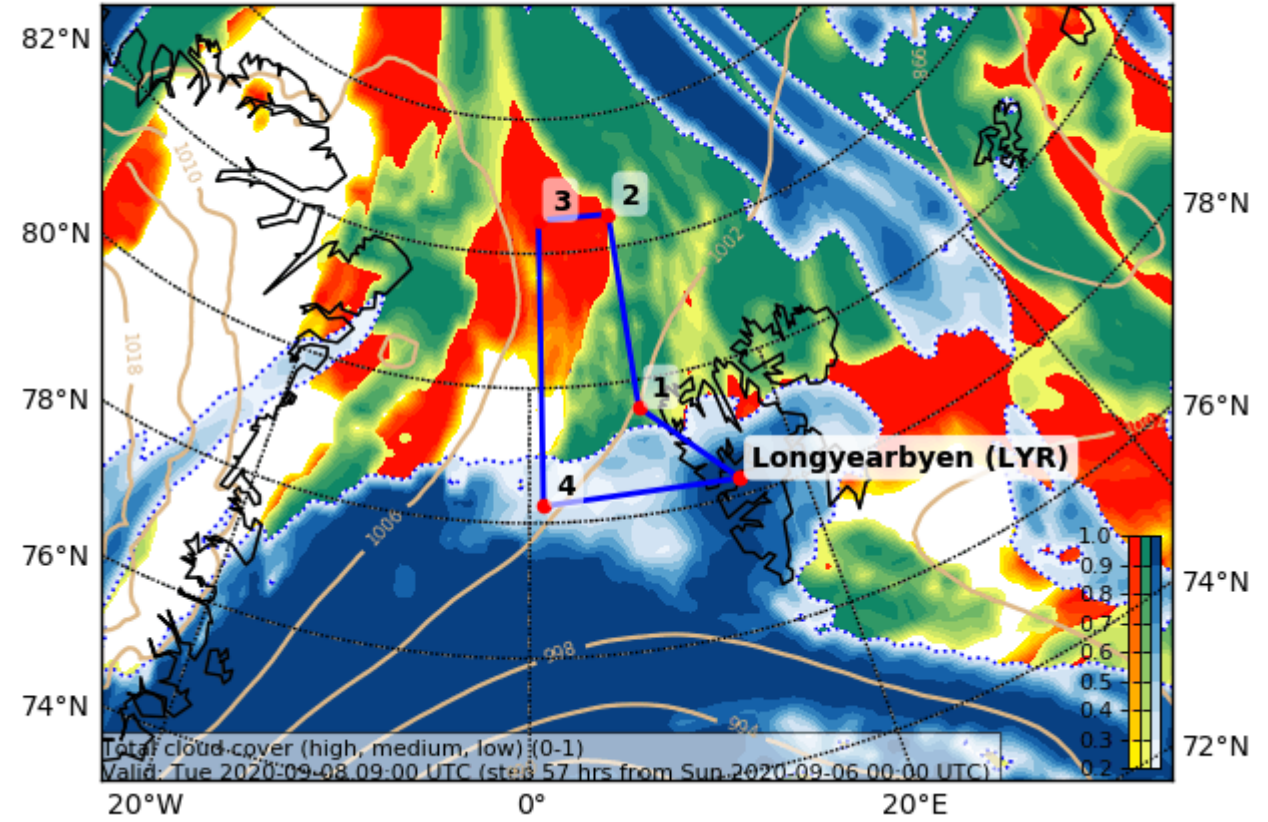 82°N
80°N
78°N
76°N
74°N
78°N
76°N
74°N
72°N
20°W
0°
20°E
1010
1018
1006
1002
998
998
994
1002
3
2
1
4
Longyearbyen (LYR)
1.0
0.9
0.8
0.7
0.6
0.5
0.4
0.3
0.2
Total cloud cover (high, medium, low) (0-1)
Valid: Tue 2020-09-08 09:00 UTC (step 57 hrs from Sun 2020-09-06 00:00 UTC)